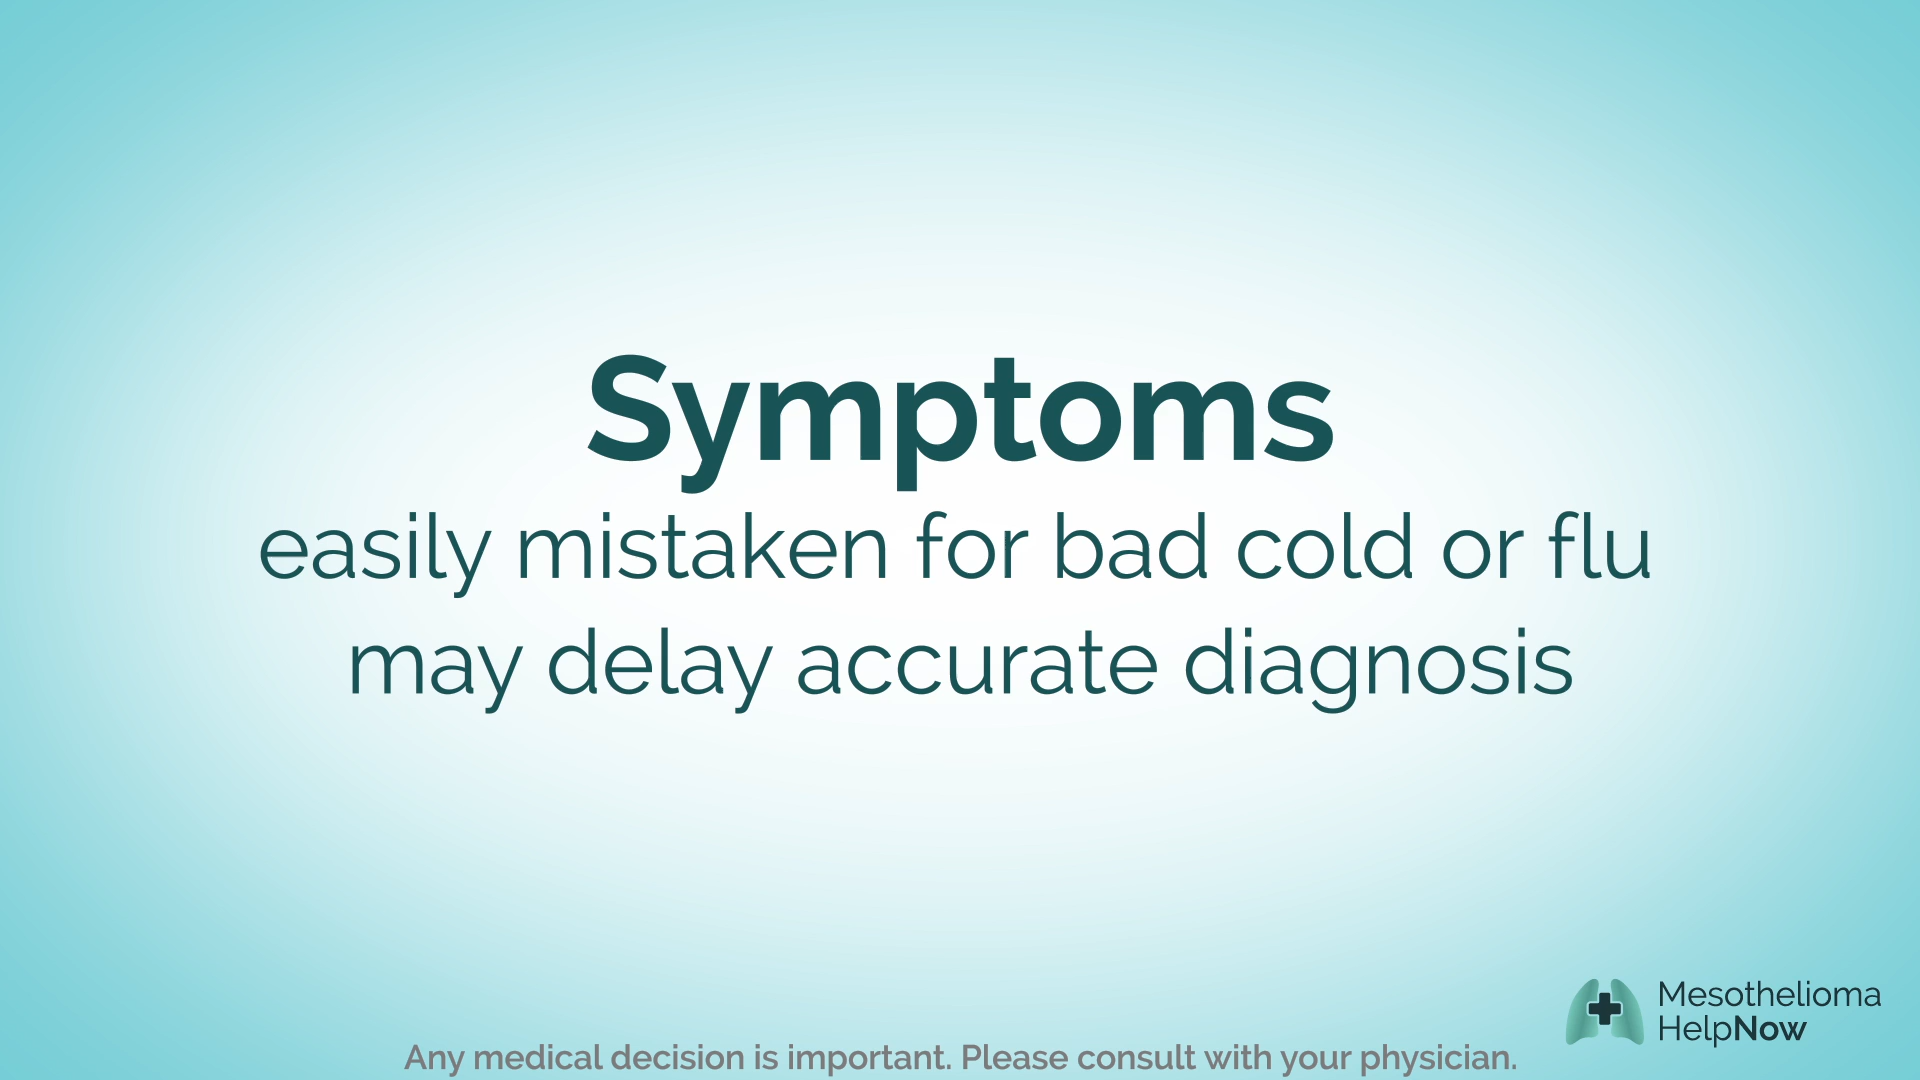 Symptoms
easily mistaken for bad cold or flu
may delay accurate diagnosis
Mesothelioma
HelpNow
Any medical decision is important. Please consult with your physician.